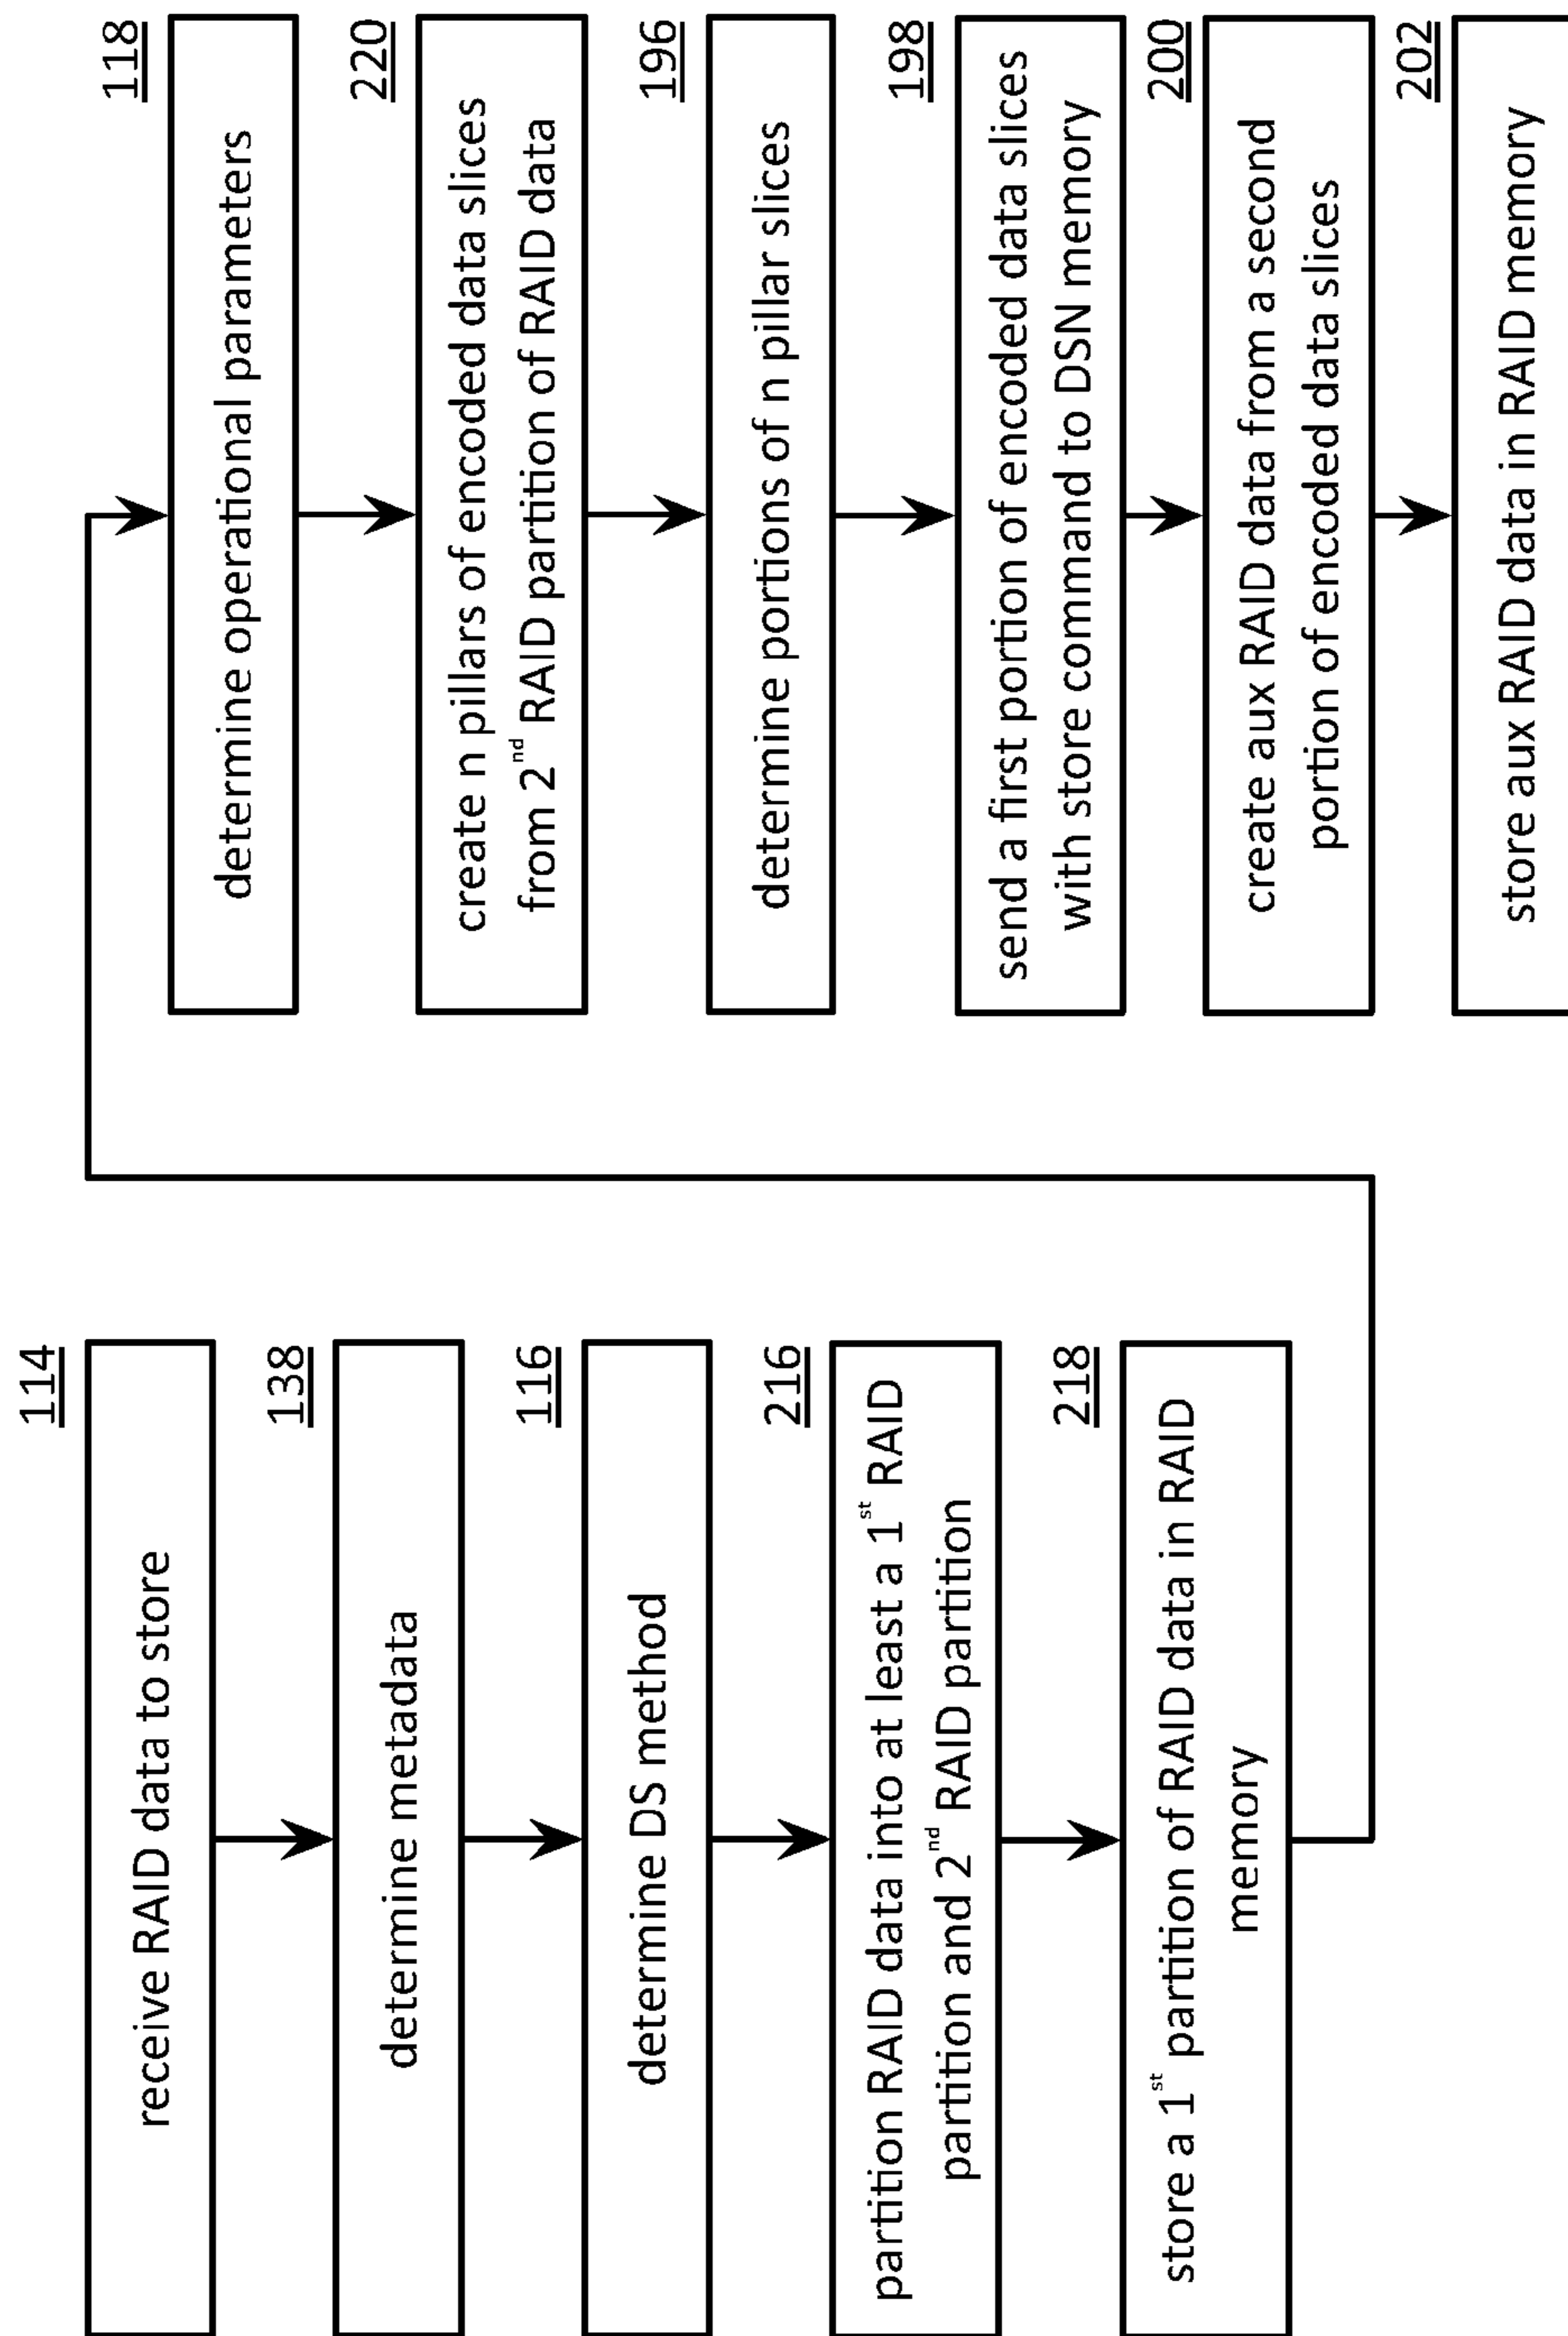 114
receive RAID data to store
138
determine metadata
116
determine DS method
216
partition RAID data into at least a 1st RAID
partition and 2nd RAID partition
218
store a 1st partition of RAID data in RAID
memory
118
determine operational parameters
220
create n pillars of encoded data slices
from 2nd RAID partition of RAID data
196
determine portions of n pillar slices
198
send a first portion of encoded data slices
with store command to DSN memory
200
create aux RAID data from a second
portion of encoded data slices
202
store aux RAID data in RAID memory